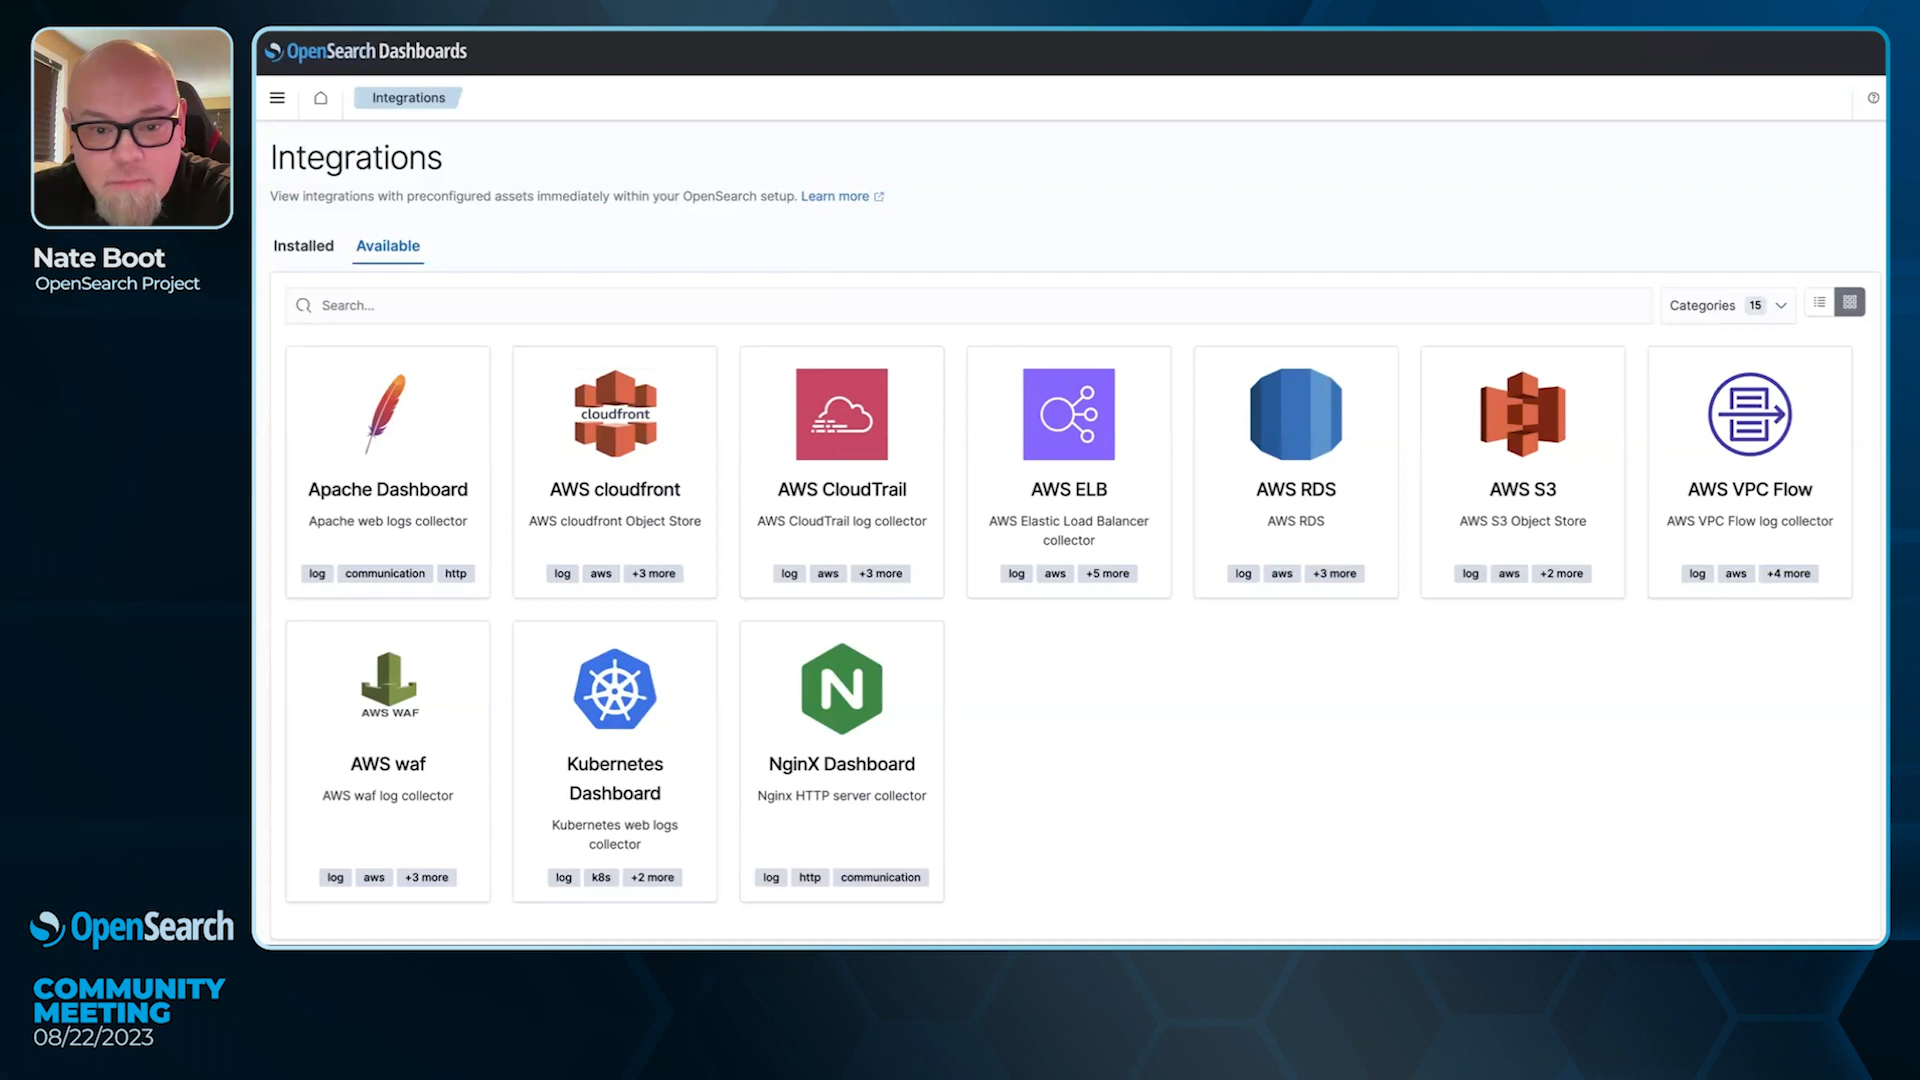 Nate Boot
OpenSearch Project
OpenSearch
COMMUNITY
MEETING
08/22/2023
OpenSearch Dashboards
Integrations
Integrations
View integrations with preconfigured assets immediately within your OpenSearch setup. Learn more
Installed
Available
Search...
Categories 15
Apache Dashboard
Apache web logs collector
log communication http
cloudfront
AWS cloudfront
AWS cloudfront Object Store
log aws +3 more
AWS CloudTrail
AWS CloudTrail log collector
log aws +3 more
AWS ELB
AWS Elastic Load Balancer
collector
log aws +5 more
AWS RDS
AWS RDS
log aws +3 more
AWS S3
AWS S3 Object Store
log aws +2 more
AWS VPC Flow
AWS VPC Flow log collector
log aws +4 more
AWS WAF
AWS waf
AWS waf log collector
log aws +3 more
Kubernetes
Dashboard
Kubernetes web logs
collector
log k8s +2 more
N
NginX Dashboard
Nginx HTTP server collector
log http communication